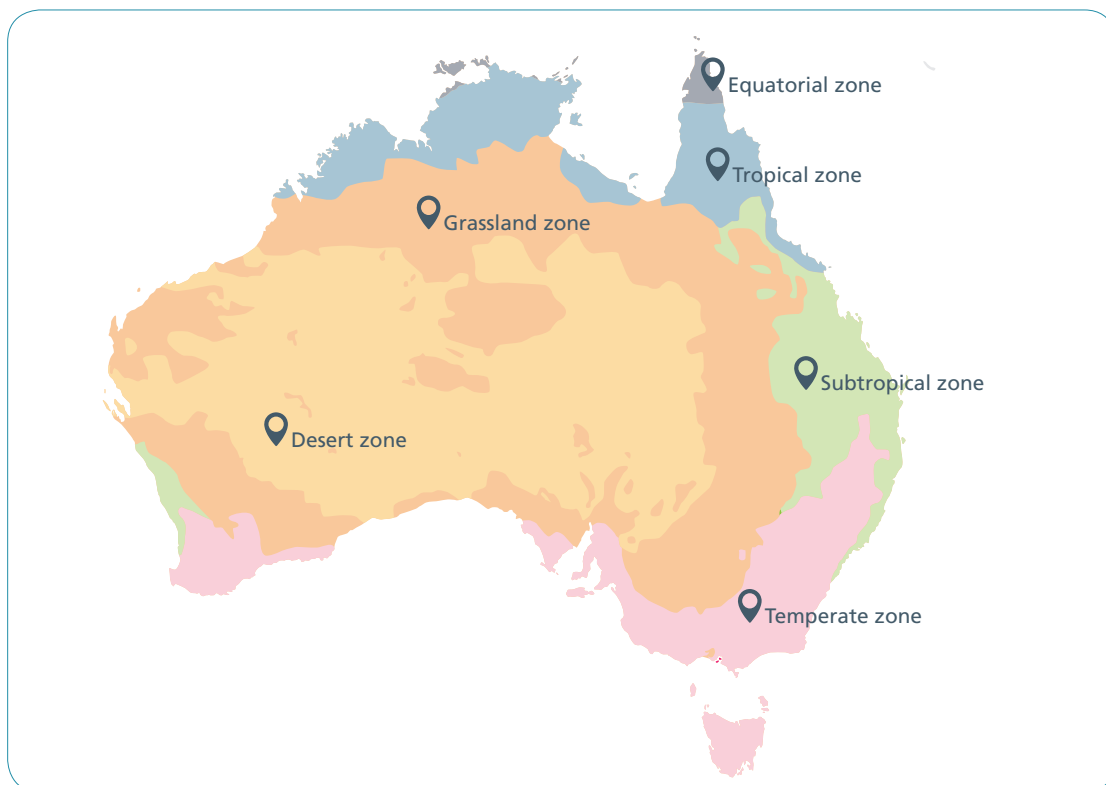 Equatorial zone
Tropical zone
Grassland zone
Subtropical zone
Desert zone
Temperate zone